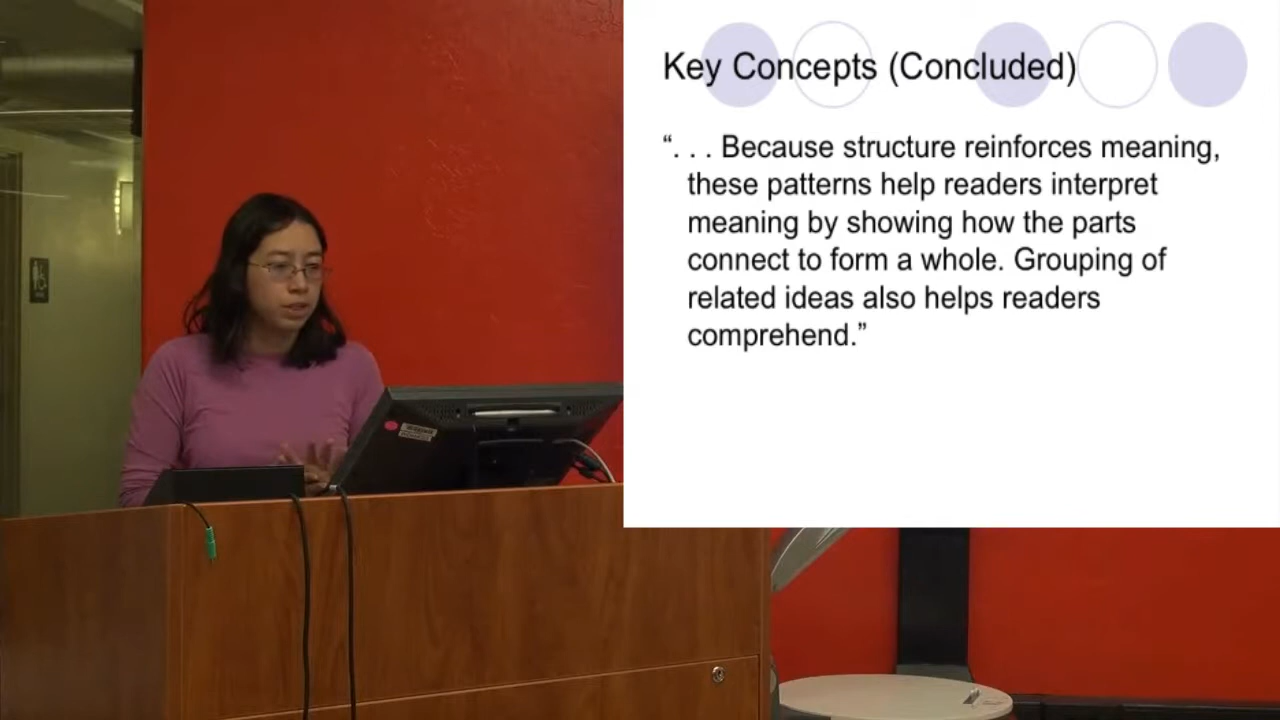 Key Concepts (Concluded)
“. . . Because structure reinforces meaning,
these patterns help readers interpret
meaning by showing how the parts
connect to form a whole. Grouping of
related ideas also helps readers
comprehend.”